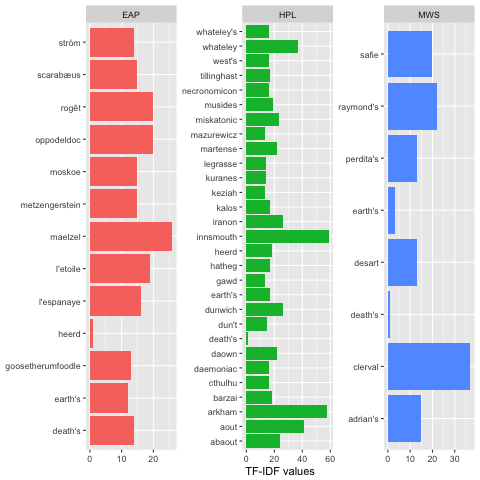 EAP
HPL
MWS
ström
scarabæus
rogêt
oppodeldoc
moskoe
metzengerstein
maelzel
l'etoile
l'espanaye
heerd
goosetherumfoodle
earth's
death's
0
10
20
whateley's
whateley
west's
tillinghast
necronomicon
musides
miskatonic
mazurewicz
martense
legrasse
kuranes
keziah
kalos
iranon
innsmouth
heerd
hatheg
gawd
earth's
dunwich
dun't
death's
daown
daemoniac
cthulhu
barzai
arkham
aout
abaout
0
20
40
60
safie
raymond's
perdita's
earth's
desart
death's
clerval
adrian's
0
10
20
30
TF-IDF values